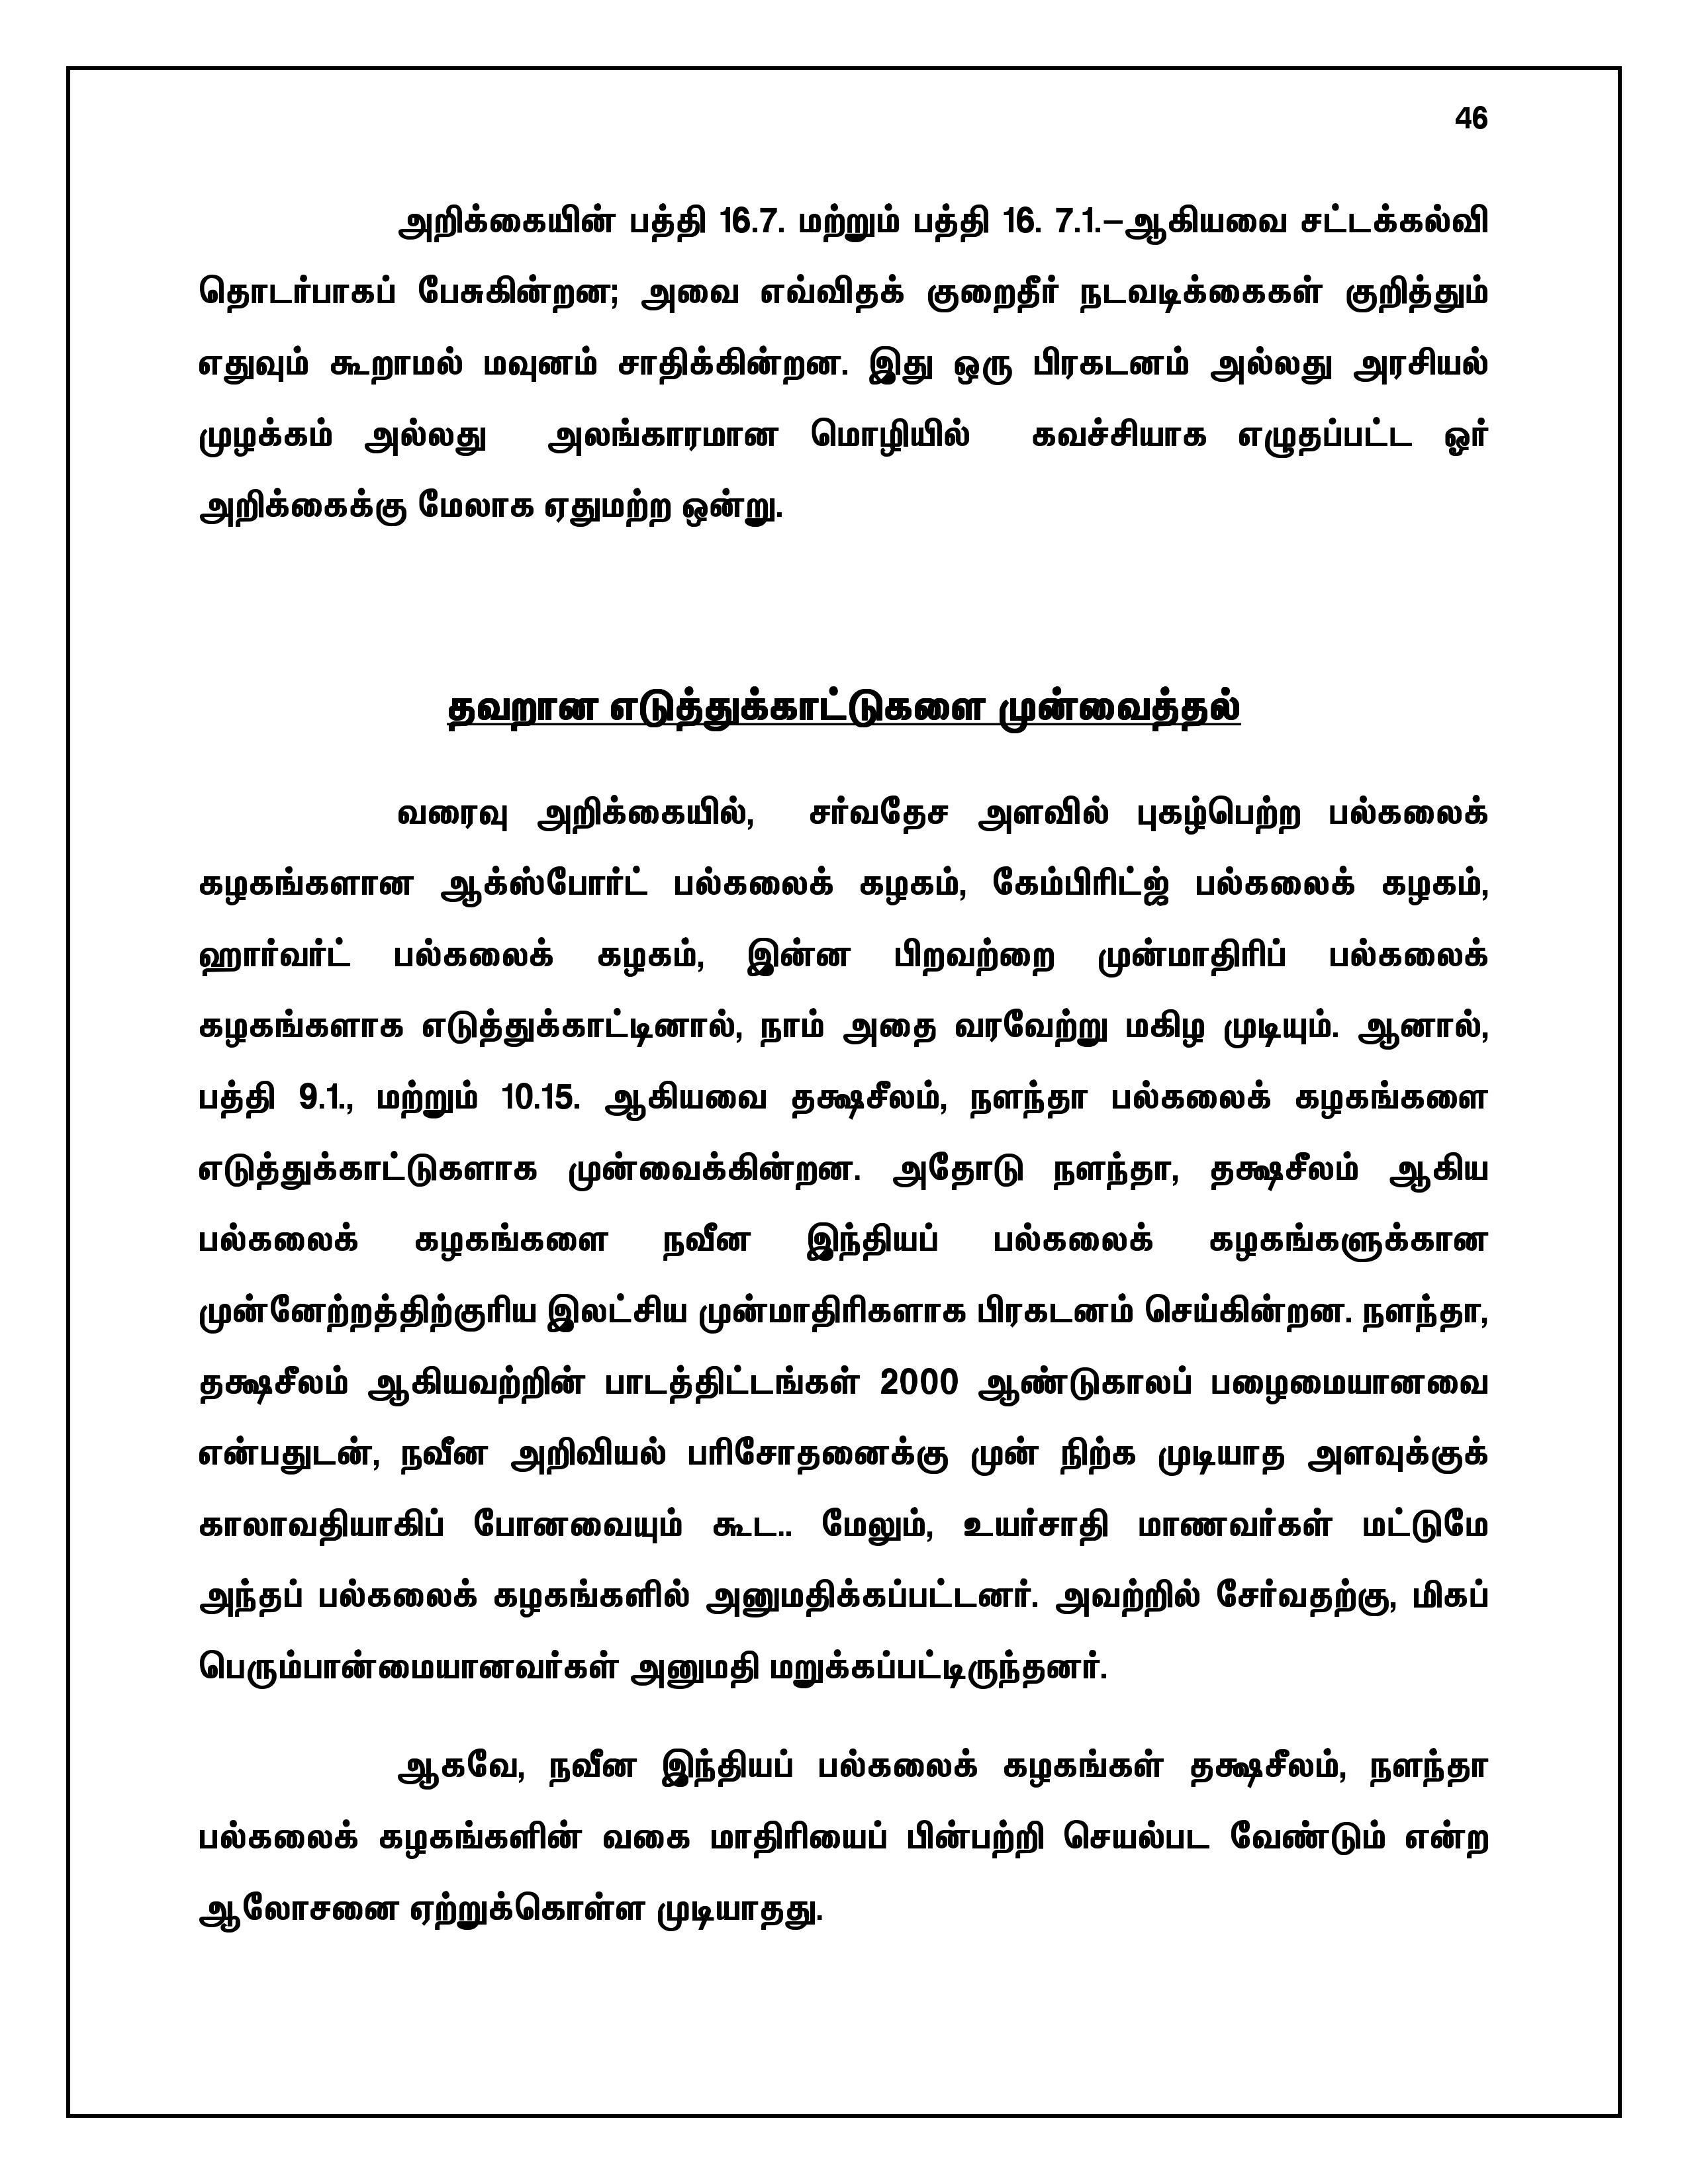 46
அறிக்கையின் பத்தி 16.7. மற்றும் பத்தி 16. 7.1.–ஆகியவை சட்டக்கல்வி
தொடர்பாகப் பேசுகின்றன; அவை எவ்விதக் குறைதீர் நடவடிக்கைகள் குறித்தும்
எதுவும் கூறாமல் மவுனம் சாதிக்கின்றன. இது ஒரு பிரகடனம் அல்லது அரசியல்
முழக்கம் அல்லது அலங்காரமான மொழியில் கவச்சியாக எழுதப்பட்ட ஓர்
அறிக்கைக்கு மேலாக ஏதுமற்ற ஒன்று.
தவறான எடுத்துக்காட்டுகளை முன்வைத்தல்
வரைவு அறிக்கையில், சர்வதேச அளவில் புகழ்பெற்ற பல்கலைக்
கழகங்களான ஆக்ஸ்போர்ட் பல்கலைக் கழகம், கேம்பிரிட்ஜ் பல்கலைக் கழகம்,
ஹார்வர்ட் பல்கலைக் கழகம், இன்ன பிறவற்றை முன்மாதிரிப் பல்கலைக்
கழகங்களாக எடுத்துக்காட்டினால், நாம் அதை வரவேற்று மகிழ முடியும். ஆனால்,
பத்தி 9.1., மற்றும் 10.15. ஆகியவை தக்ஷசீலம், நளந்தா பல்கலைக் கழகங்களை
எடுத்துக்காட்டுகளாக முன்வைக்கின்றன. அதோடு நளந்தா, தக்ஷசீலம் ஆகிய
பல்கலைக் கழகங்களை நவீன இந்தியப் பல்கலைக் கழகங்களுக்கான
முன்னேற்றத்திற்குரிய இலட்சிய முன்மாதிரிகளாக பிரகடனம் செய்கின்றன. நளந்தா,
தக்ஷசீலம் ஆகியவற்றின் பாடத்திட்டங்கள் 2000 ஆண்டுகாலப் பழைமையானவை
என்பதுடன், நவீன அறிவியல் பரிசோதனைக்கு முன் நிற்க முடியாத அளவுக்குக்
காலாவதியாகிப் போனவையும் கூட.. மேலும், உயர்சாதி மாணவர்கள் மட்டுமே
அந்தப் பல்கலைக் கழகங்களில் அனுமதிக்கப்பட்டனர். அவற்றில் சேர்வதற்கு, மிகப்
பெரும்பான்மையானவர்கள் அனுமதி மறுக்கப்பட்டிருந்தனர்.
ஆகவே, நவீன இந்தியப் பல்கலைக் கழகங்கள் தக்ஷசீலம், நளந்தா
பல்கலைக் கழகங்களின் வகை மாதிரியைப் பின்பற்றி செயல்பட வேண்டும் என்ற
ஆலோசனை ஏற்றுக்கொள்ள முடியாதது.